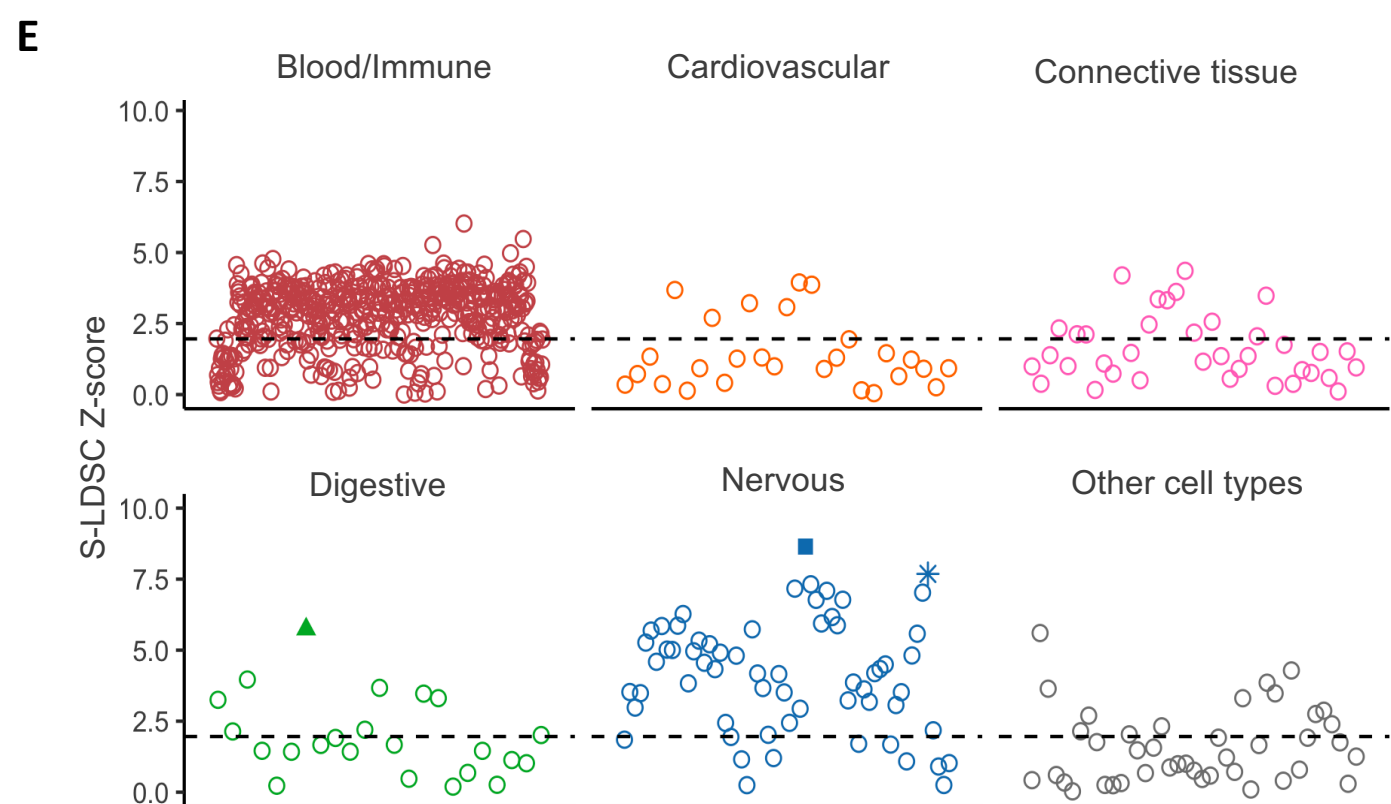 E
Blood/Immune
Cardiovascular
Connective tissue
10.0
7.5
5.0
2.5
0.0
S-LDSC Z-score
Digestive
Nervous
Other cell types
10.0
7.5
5.0
2.5
0.0